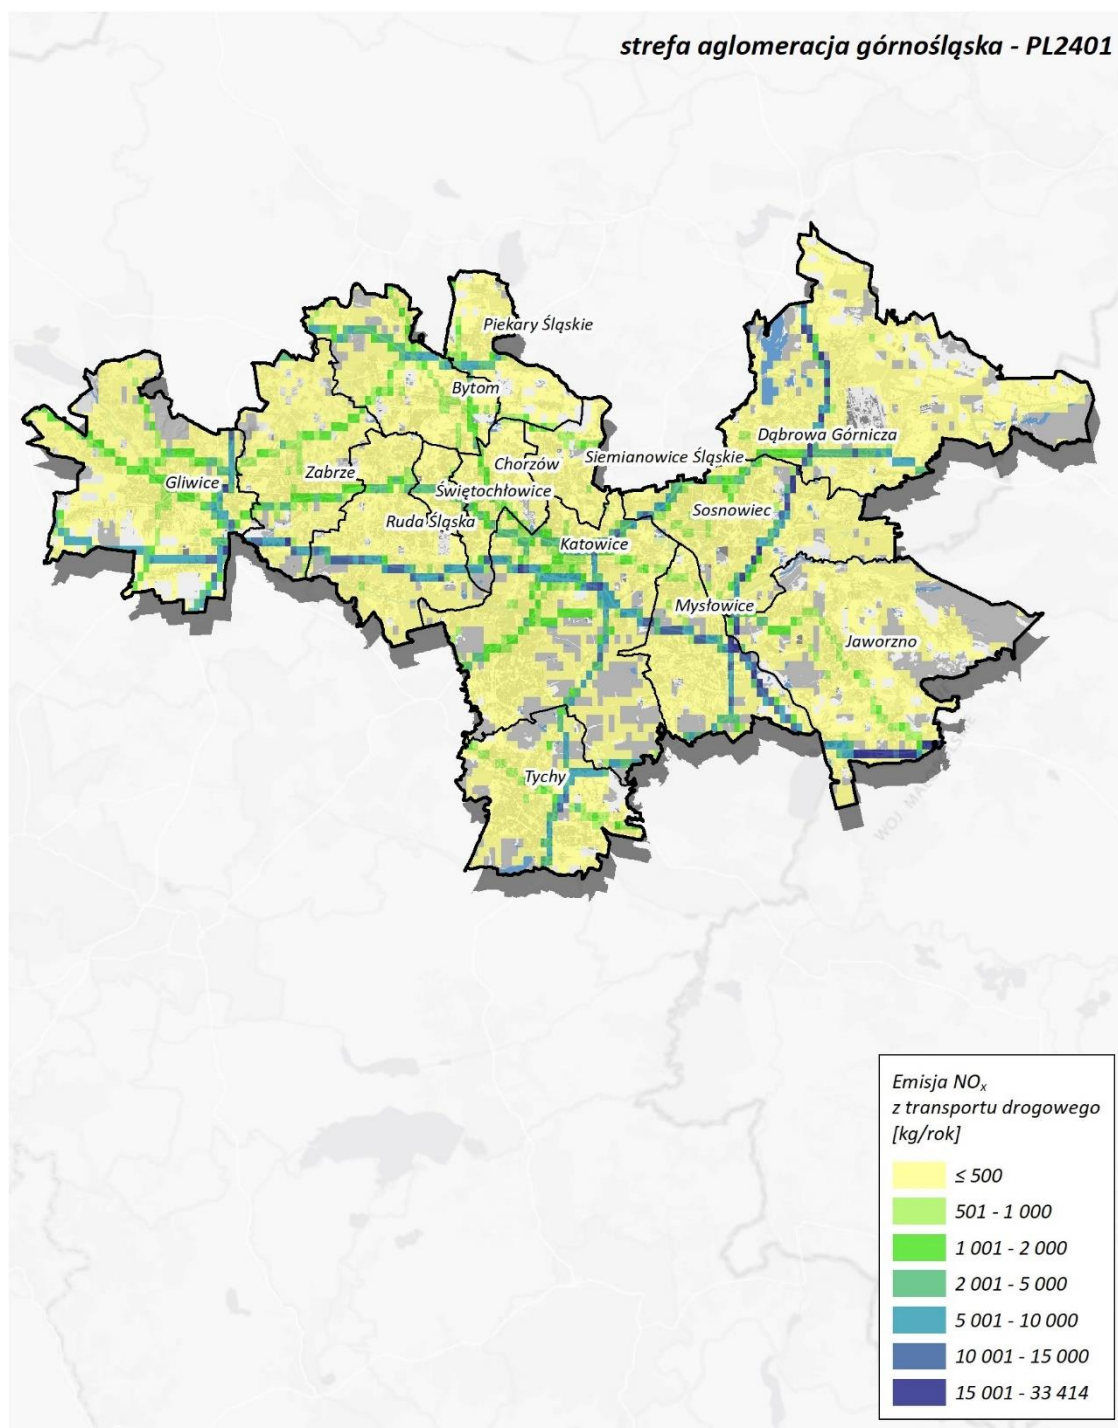 strefa aglomeracja górnośląska - PL2401
Piekary Śląskie
Bytom
Dąbrowa Górnicza
Siemianowice Śląskie
Chorzów
Zabrze
Gliwice
Świętochłowice
Sosnowiec
Ruda Śląska
Katowice
Mysłowice
Jaworzno
Tychy
Emisja NOₓ
z transportu drogowego
[kg/rok]
≤ 500
501 - 1 000
1 001 - 2 000
2 001 - 5 000
5 001 - 10 000
10 001 - 15 000
15 001 - 33 414